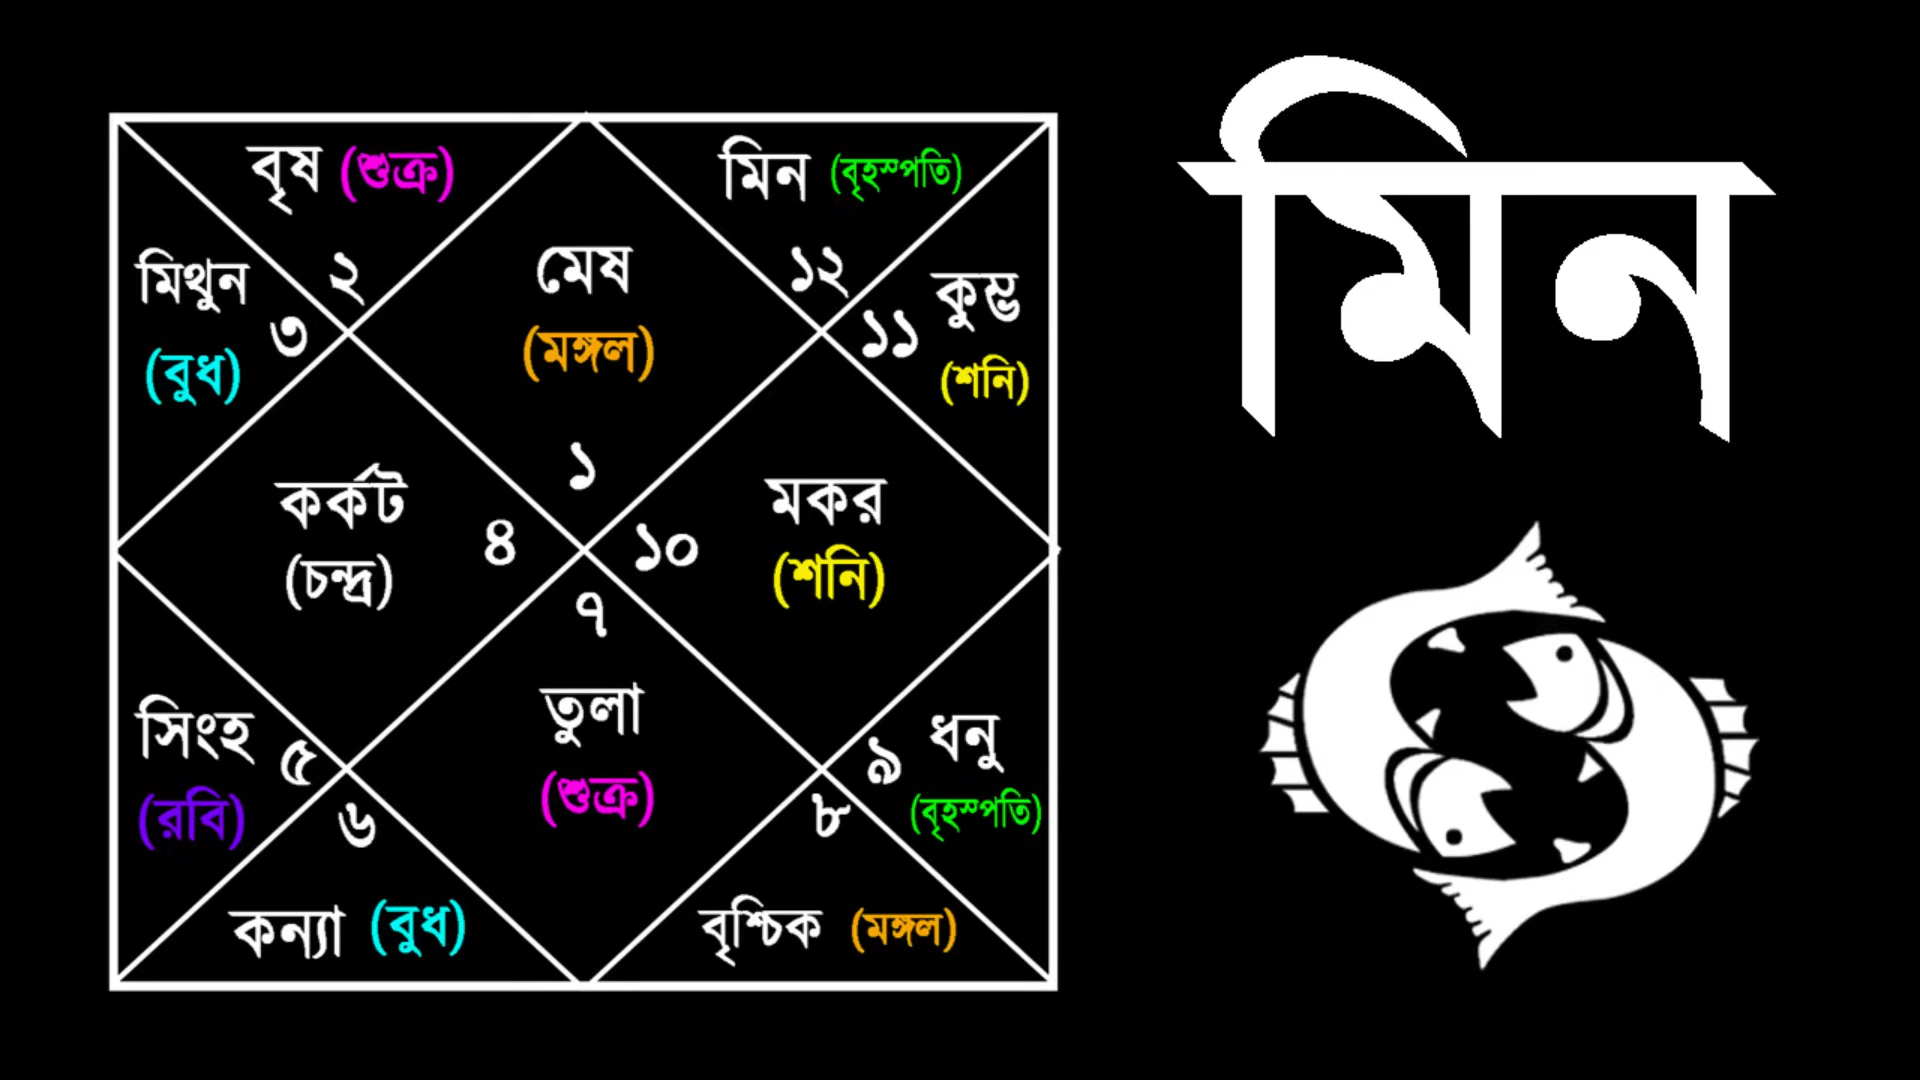 বৃষ (শুক্র)
২
মিন (বৃহস্পতি)
১২
মেষ
(মঙ্গল)
১
মিথুন
৩
(বুধ)
কুম্ভ
১১
(শনি)
কর্কট
(চন্দ্র)
৪
মকর
১০
(শনি)
৭
তুলা
(শুক্র)
সিংহ
৫
(রবি)
ধনু
৯
(বৃহস্পতি)
৬
কন্যা (বুধ)
৮
বৃশ্চিক (মঙ্গল)
মিন